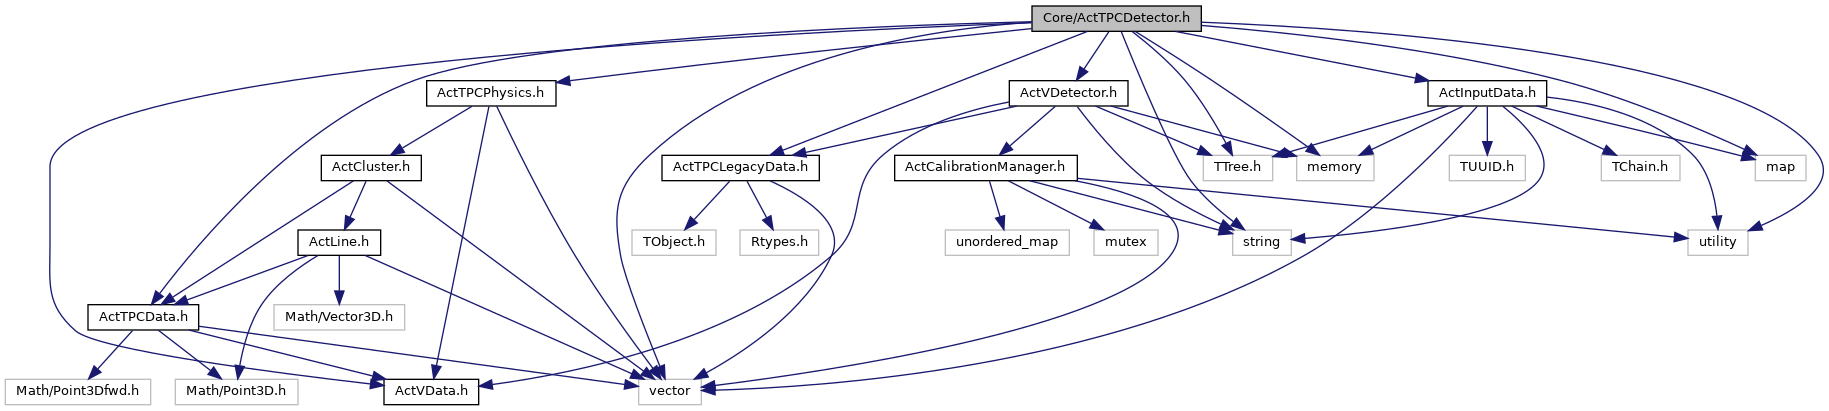 Core/ActTPCDetector.h
ActTPCPhysics.h
ActVDetector.h
ActInputData.h
ActCluster.h
ActTPCLegacyData.h
ActCalibrationManager.h
TTree.h
memory
TUUID.h
TChain.h
map
ActLine.h
TObject.h
Rtypes.h
unordered_map
mutex
string
utility
ActTPCData.h
Math/Vector3D.h
Math/Point3Dfwd.h
Math/Point3D.h
ActVData.h
vector